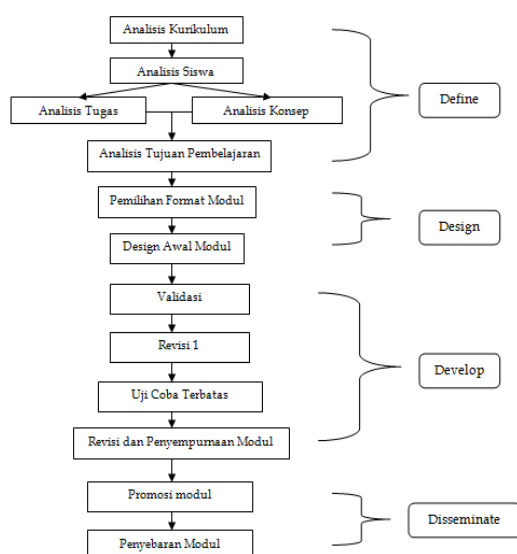 Analisis Kurikulum
Analisis Siswa
Analisis Tugas
Analisis Konsep
Analisis Tujuan Pembelajaran
Define
Pemilihan Format Modul
Design Awal Modul
Design
Validasi
Revisi 1
Uji Coba Terbatas
Revisi dan Penyempurnaan Modul
Develop
Promosi modul
Penyebaran Modul
Disseminate